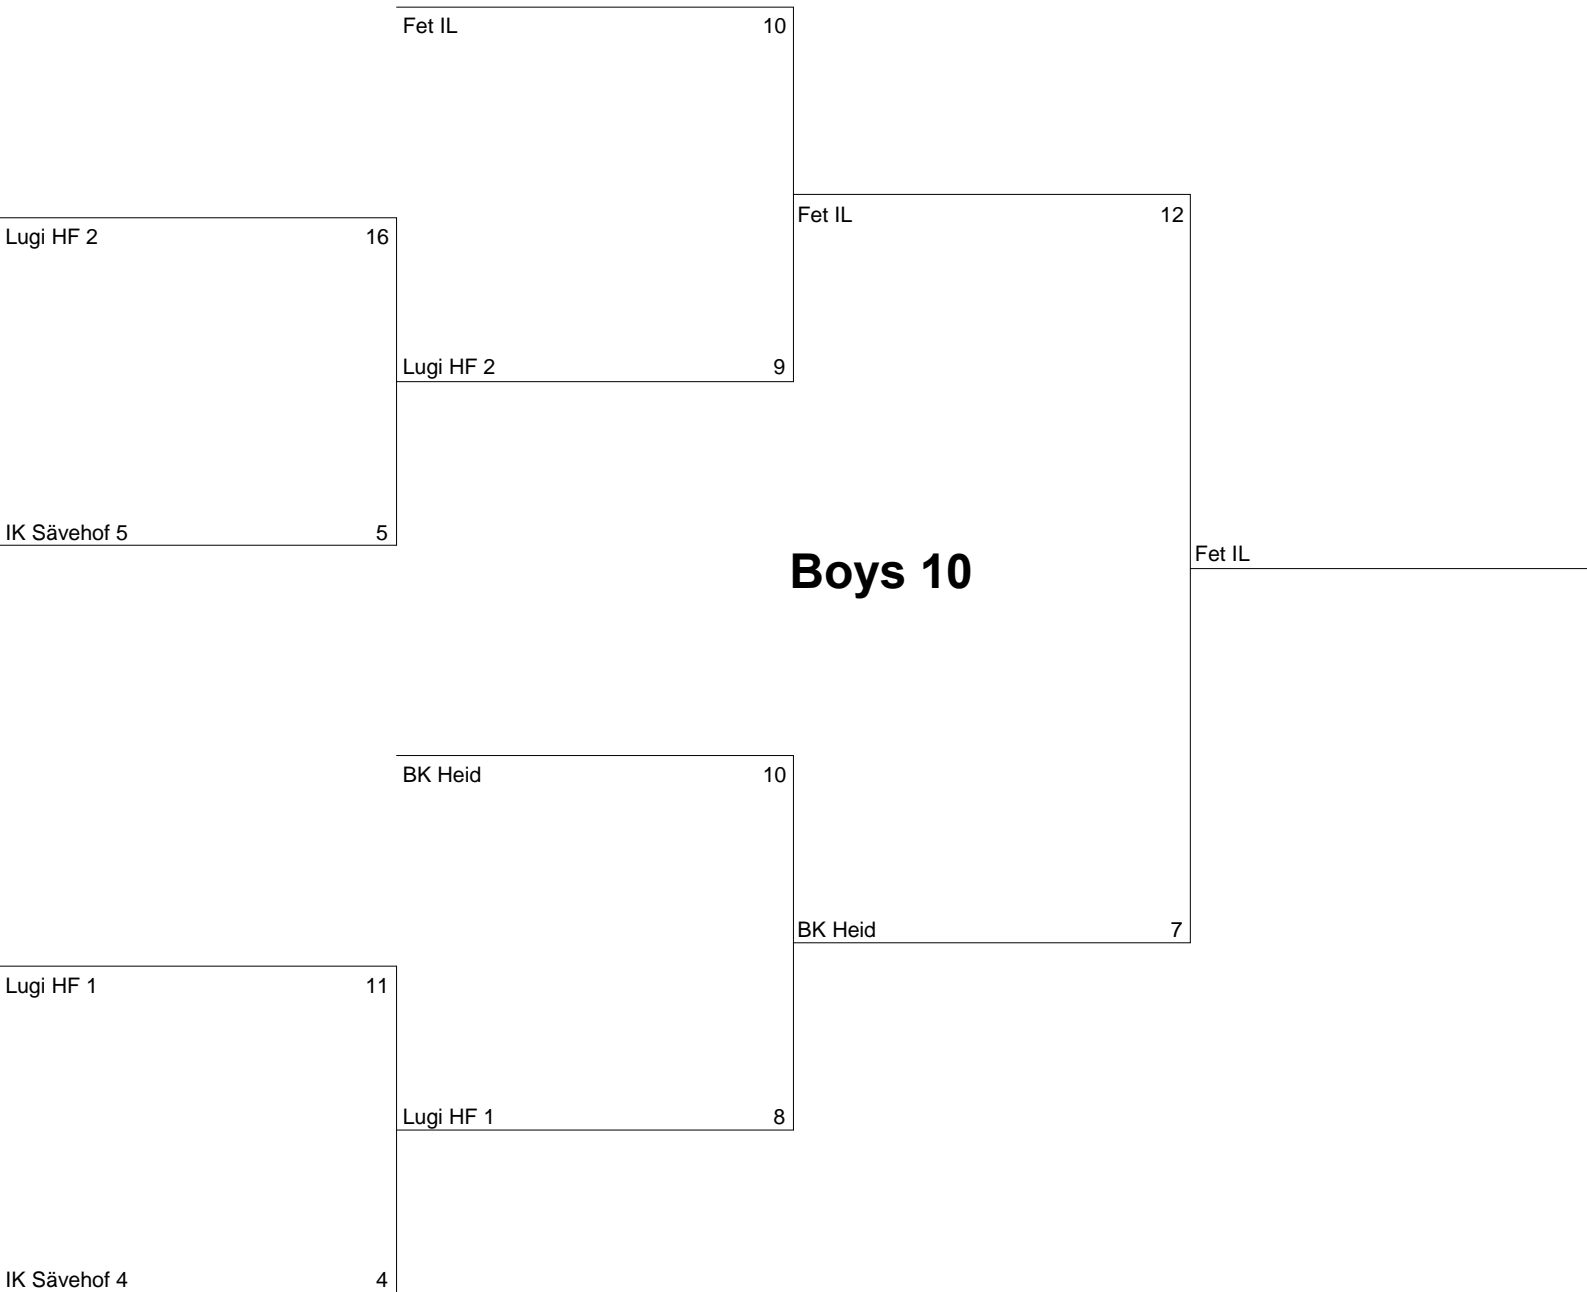 Fet IL 10
Fet IL 12
Lugi HF 2 16
Lugi HF 2 9
IK Sävehof 5 5
Fet IL
Boys 10
BK Heid 10
BK Heid 7
Lugi HF 1 11
Lugi HF 1 8
IK Sävehof 4 4